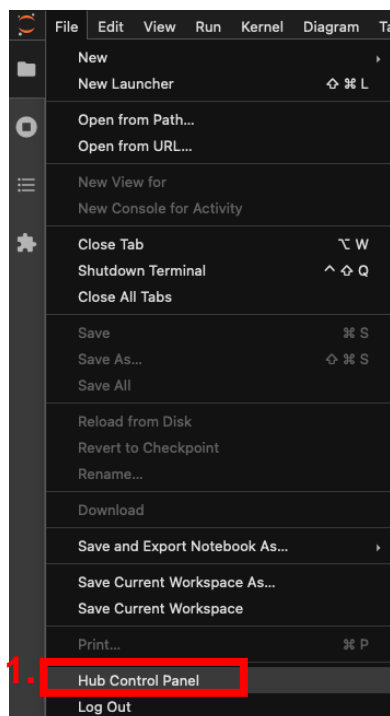 File Edit View Run Kernel Diagram
New
New Launcher ⇧ ⌘ L
Open from Path...
Open from URL...
New View for
New Console for Activity
Close Tab ⌥ W
Shutdown Terminal ^ ⇧ Q
Close All Tabs
Save ⌘ S
Save As... ⇧ ⌘ S
Save All
Reload from Disk
Revert to Checkpoint
Rename...
Download
Save and Export Notebook As...
Save Current Workspace As...
Save Current Workspace
Print... ⌘ P
1. Hub Control Panel
Log Out